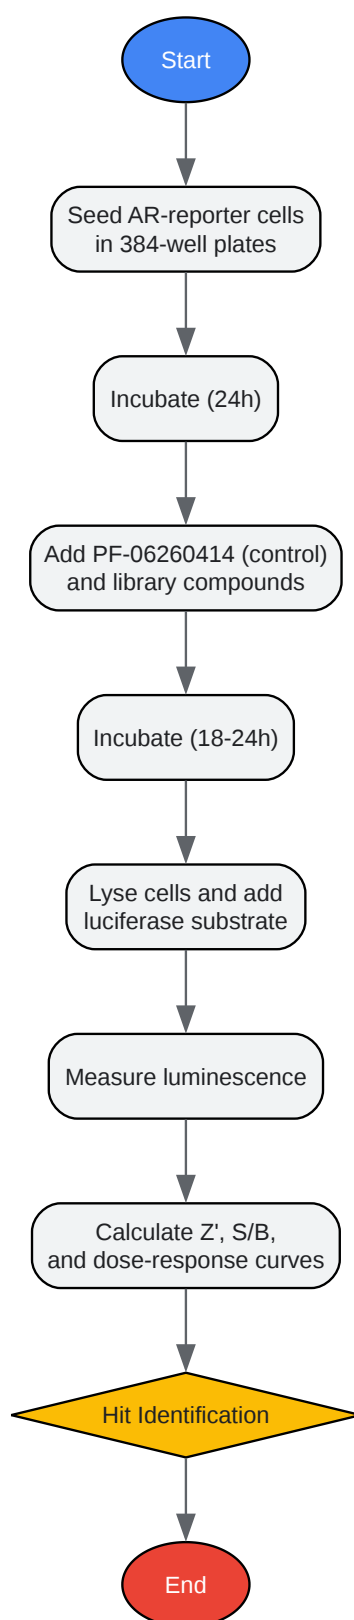 Start
Seed AR-reporter cells
in 384-well plates
Incubate (24h)
Add PF-06260414 (control)
and library compounds
Incubate (18-24h)
Lyse cells and add
luciferase substrate
Measure luminescence
Calculate Z', S/B,
and dose-response curves
Hit Identification
End